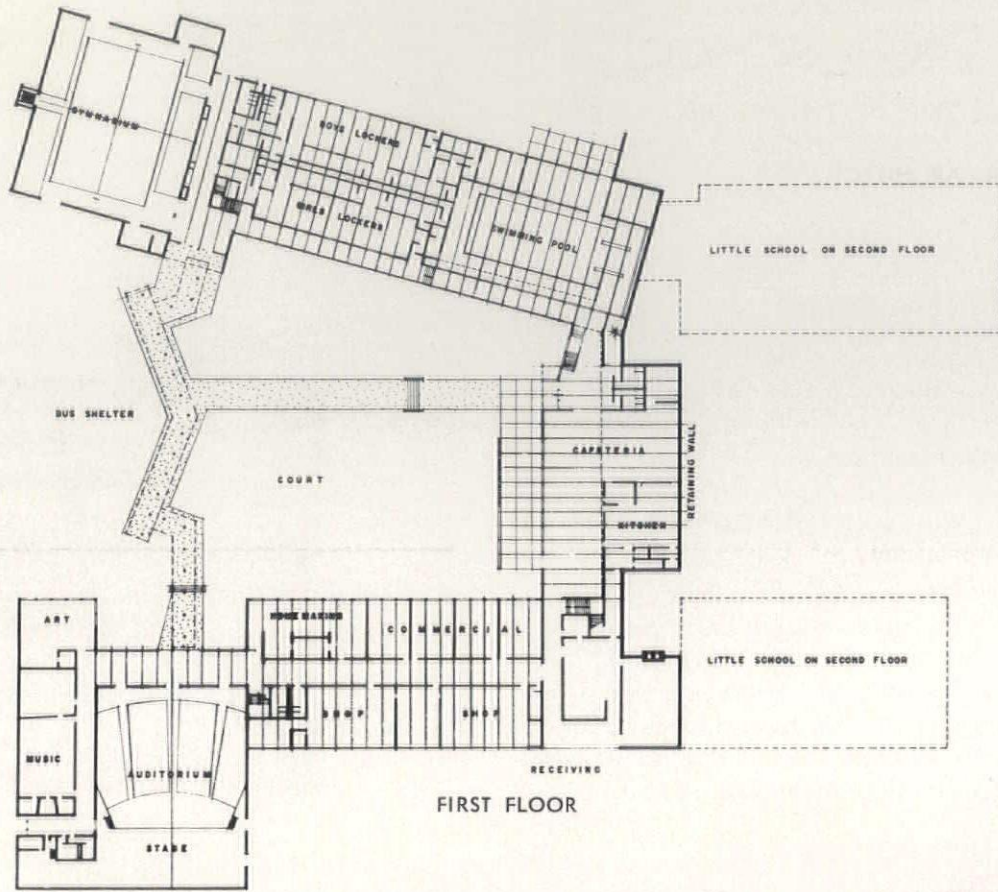 GYMNASIUM
BOYS LOCKERS
GIRLS LOCKERS
SWIMMING POOL
LITTLE SCHOOL ON SECOND FLOOR
BUS SHELTER
COURT
CAFETERIA
RETAINING WALL
KITCHEN
ART
HOME MAKING
COMMERCIAL
LITTLE SCHOOL ON SECOND FLOOR
SHOP
SHOP
MUSIC
AUDITORIUM
RECEIVING
FIRST FLOOR
STAGE